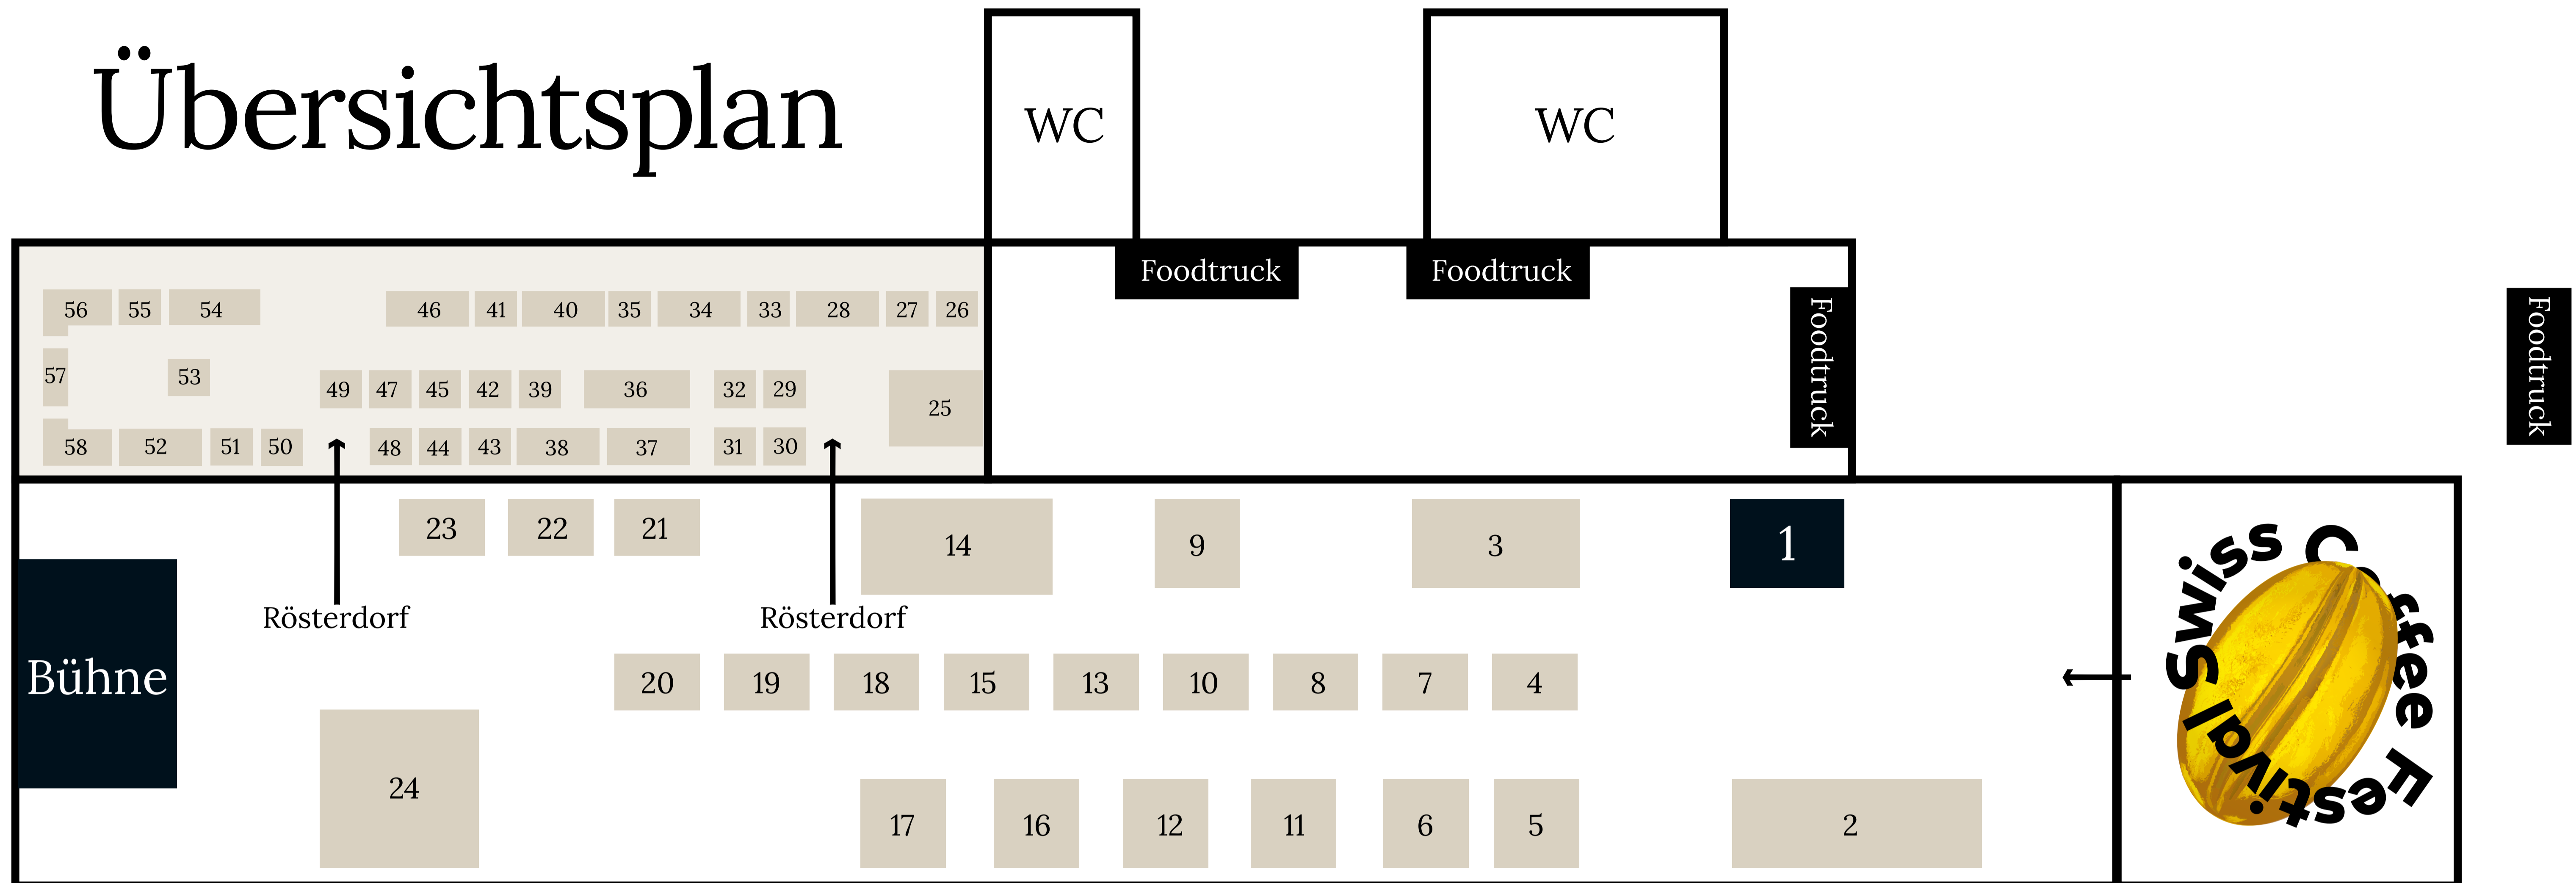 Übersichtsplan
WC
WC
Foodtruck
Foodtruck
Foodtruck
Foodtruck
56 55 54 46 41 40 35 34 33 28 27 26
57 53 49 47 45 42 39 36 32 29 25
58 52 51 50 48 44 43 38 37 31 30
23 22 21 14 9 3 1
Rösterdorf
Rösterdorf
Bühne
20 19 18 15 13 10 8 7 4
24
17 16 12 11 6 5 2
Swiss Coffee Festival